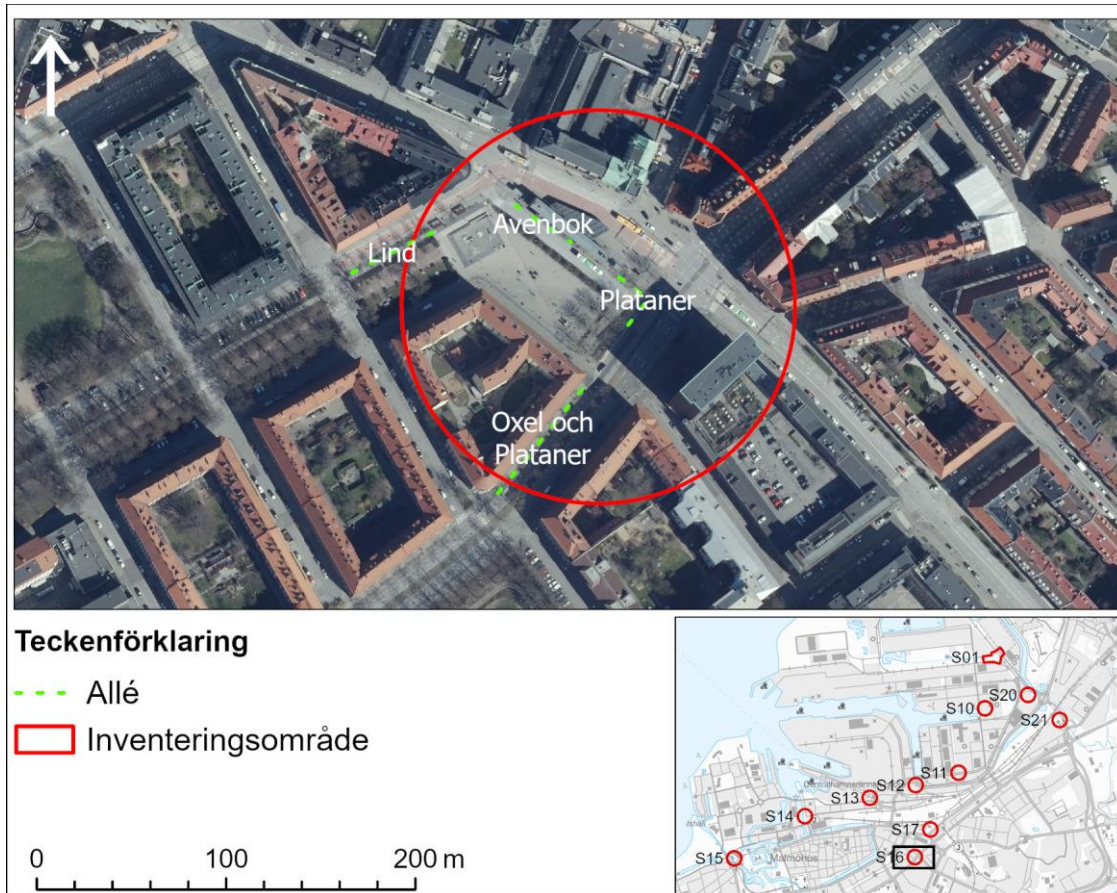 Avenbok
Lind
Plataner
Oxel och
Plataner
Teckenförklaring
Allé
Inventeringsområde
0 100 200 m
S01
S20
S10
S21
S11
S12
S13
S14
S17
S15
Malmöhus
S16